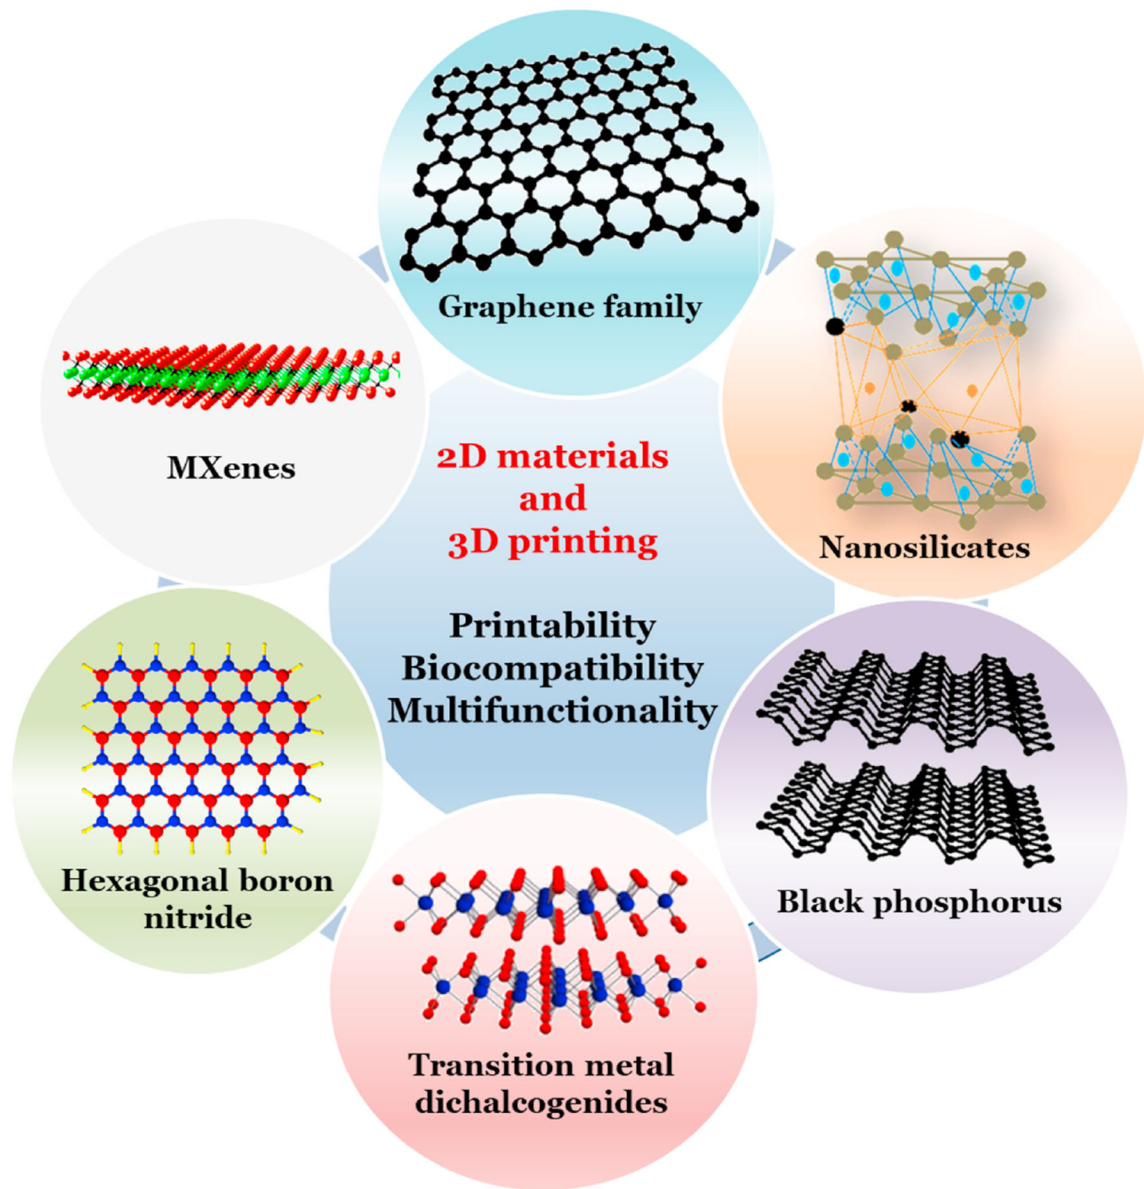 Graphene family
MXenes
Nanosilicates
2D materials
and
3D printing
Printability
Biocompatibility
Multifunctionality
Hexagonal boron
nitride
Black phosphorus
Transition metal
dichalcogenides